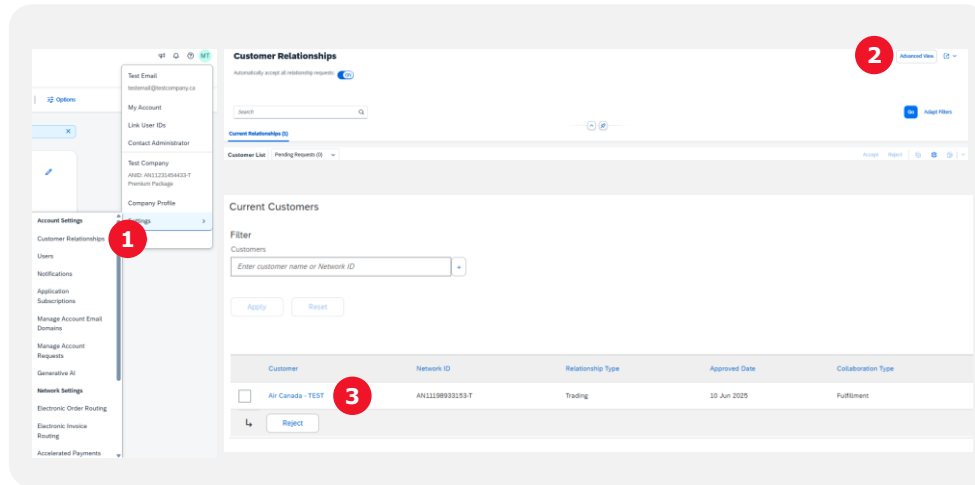 MT
Test Email
testemail@testcompany.ca
My Account
Link User IDs
Contact Administrator
Test Company
ANID: AN11231454433-T
Premium Package
Company Profile
Settings
Options
Account Settings
Customer Relationships
1
Users
Notifications
Application
Subscriptions
Manage Account Email
Domains
Manage Account
Requests
Generative AI
Network Settings
Electronic Order Routing
Electronic Invoice
Routing
Accelerated Payments
Customer Relationships
2
Advanced View
Automatically accept all relationship requests: ON
Search
Go
Adapt Filters
Current Relationships (1)
Customer List
Pending Requests (0)
Accept
Reject
Current Customers
Filter
Customers
Enter customer name or Network ID
+
Apply
Reset
Customer Network ID Relationship Type Approved Date Collaboration Type
Air Canada - TEST 3 AN11198933153-T Trading 10 Jun 2025 Fulfillment
Reject